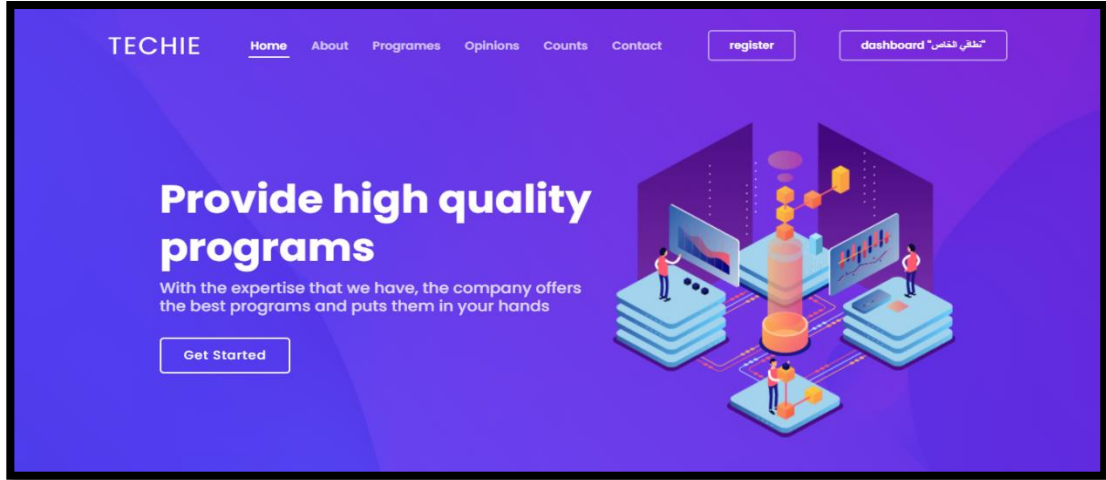 TECHIE
Home About Programes Opinions Counts Contact
register
dashboard "نطاقي الخاص"
Provide high quality
programs
With the expertise that we have, the company offers
the best programs and puts them in your hands
Get Started